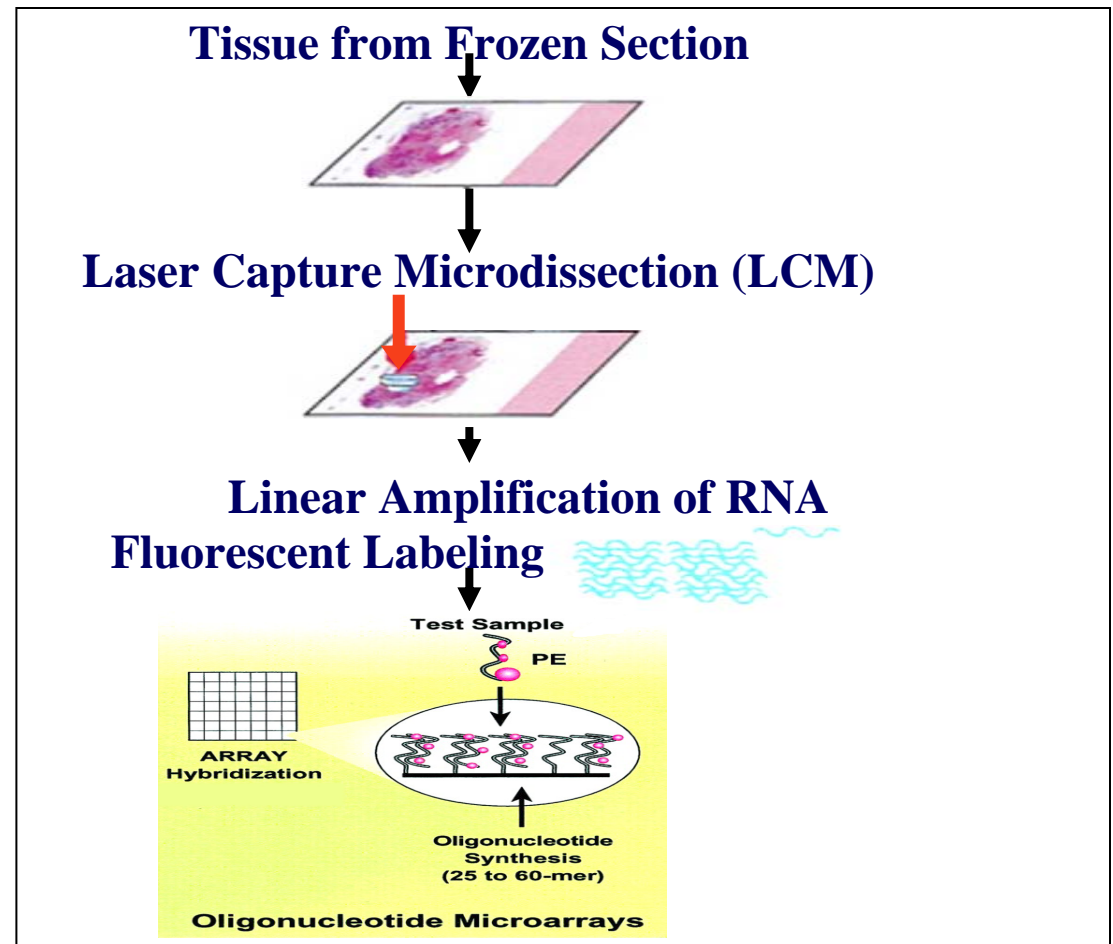 Tissue from Frozen Section
Laser Capture Microdissection (LCM)
Linear Amplification of RNA
Fluorescent Labeling
Test Sample
PE
ARRAY
Hybridization
Oligonucleotide
Synthesis
(25 to 60-mer)
Oligonucleotide Microarrays